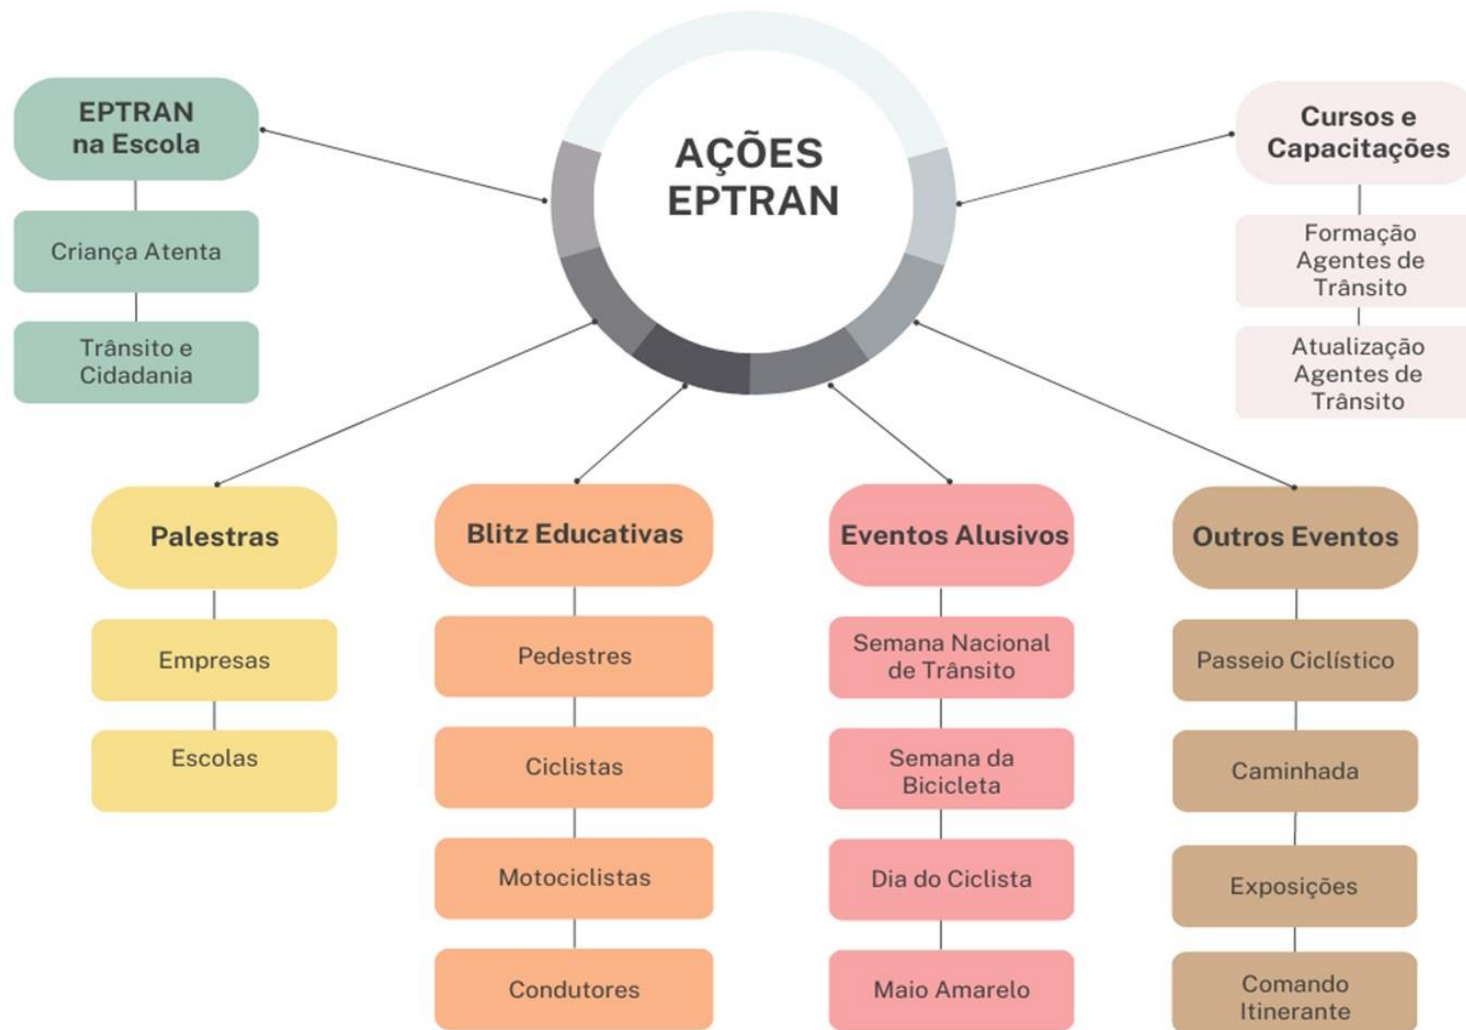 AÇÕES
EPTRAN
EPTRAN
na Escola
Criança Atenta
Trânsito e
Cidadania
Cursos e
Capacitações
Formação
Agentes de
Trânsito
Atualização
Agentes de
Trânsito
Palestras
Empresas
Escolas
Blitz Educativas
Pedestres
Ciclistas
Motociclistas
Condutores
Eventos Alusivos
Semana Nacional
de Trânsito
Semana da
Bicicleta
Dia do Ciclista
Maio Amarelo
Outros Eventos
Passeio Ciclístico
Caminhada
Exposições
Comando
Itinerante